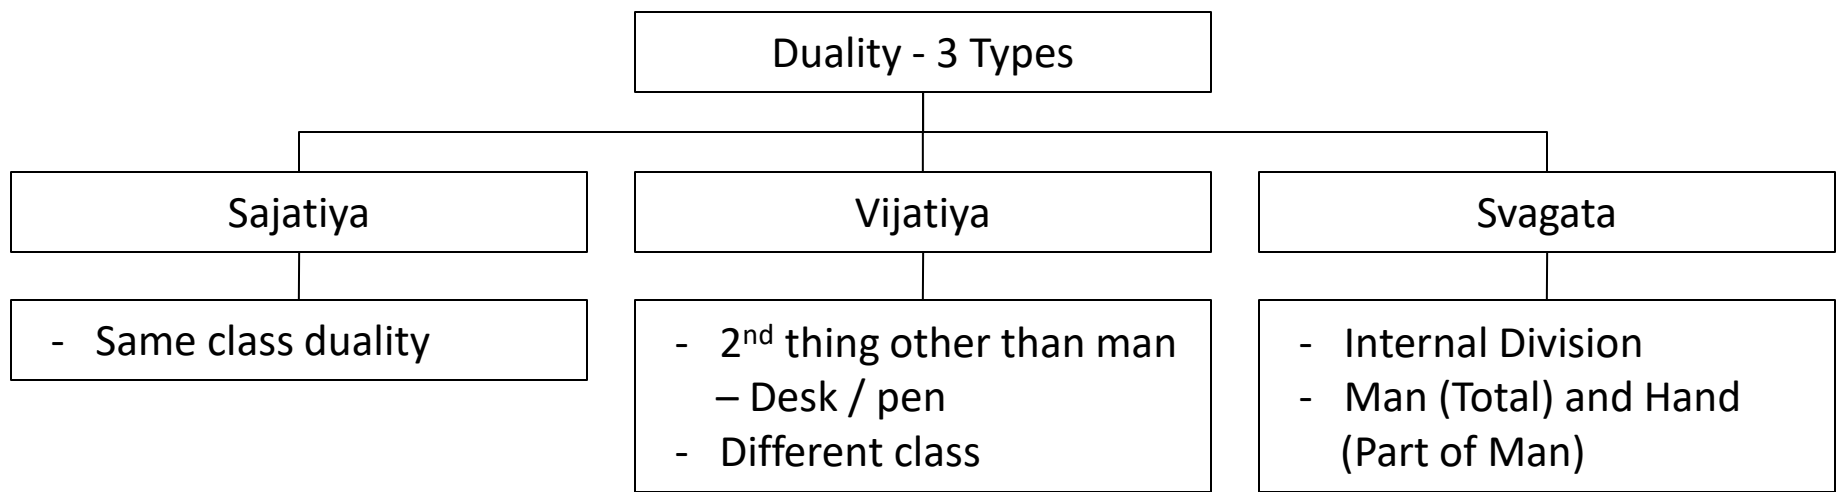 Duality - 3 Types
Sajatiya
Vijatiya
Svagata
- Same class duality
- 2nd thing other than man
– Desk / pen
- Different class
- Internal Division
- Man (Total) and Hand
(Part of Man)